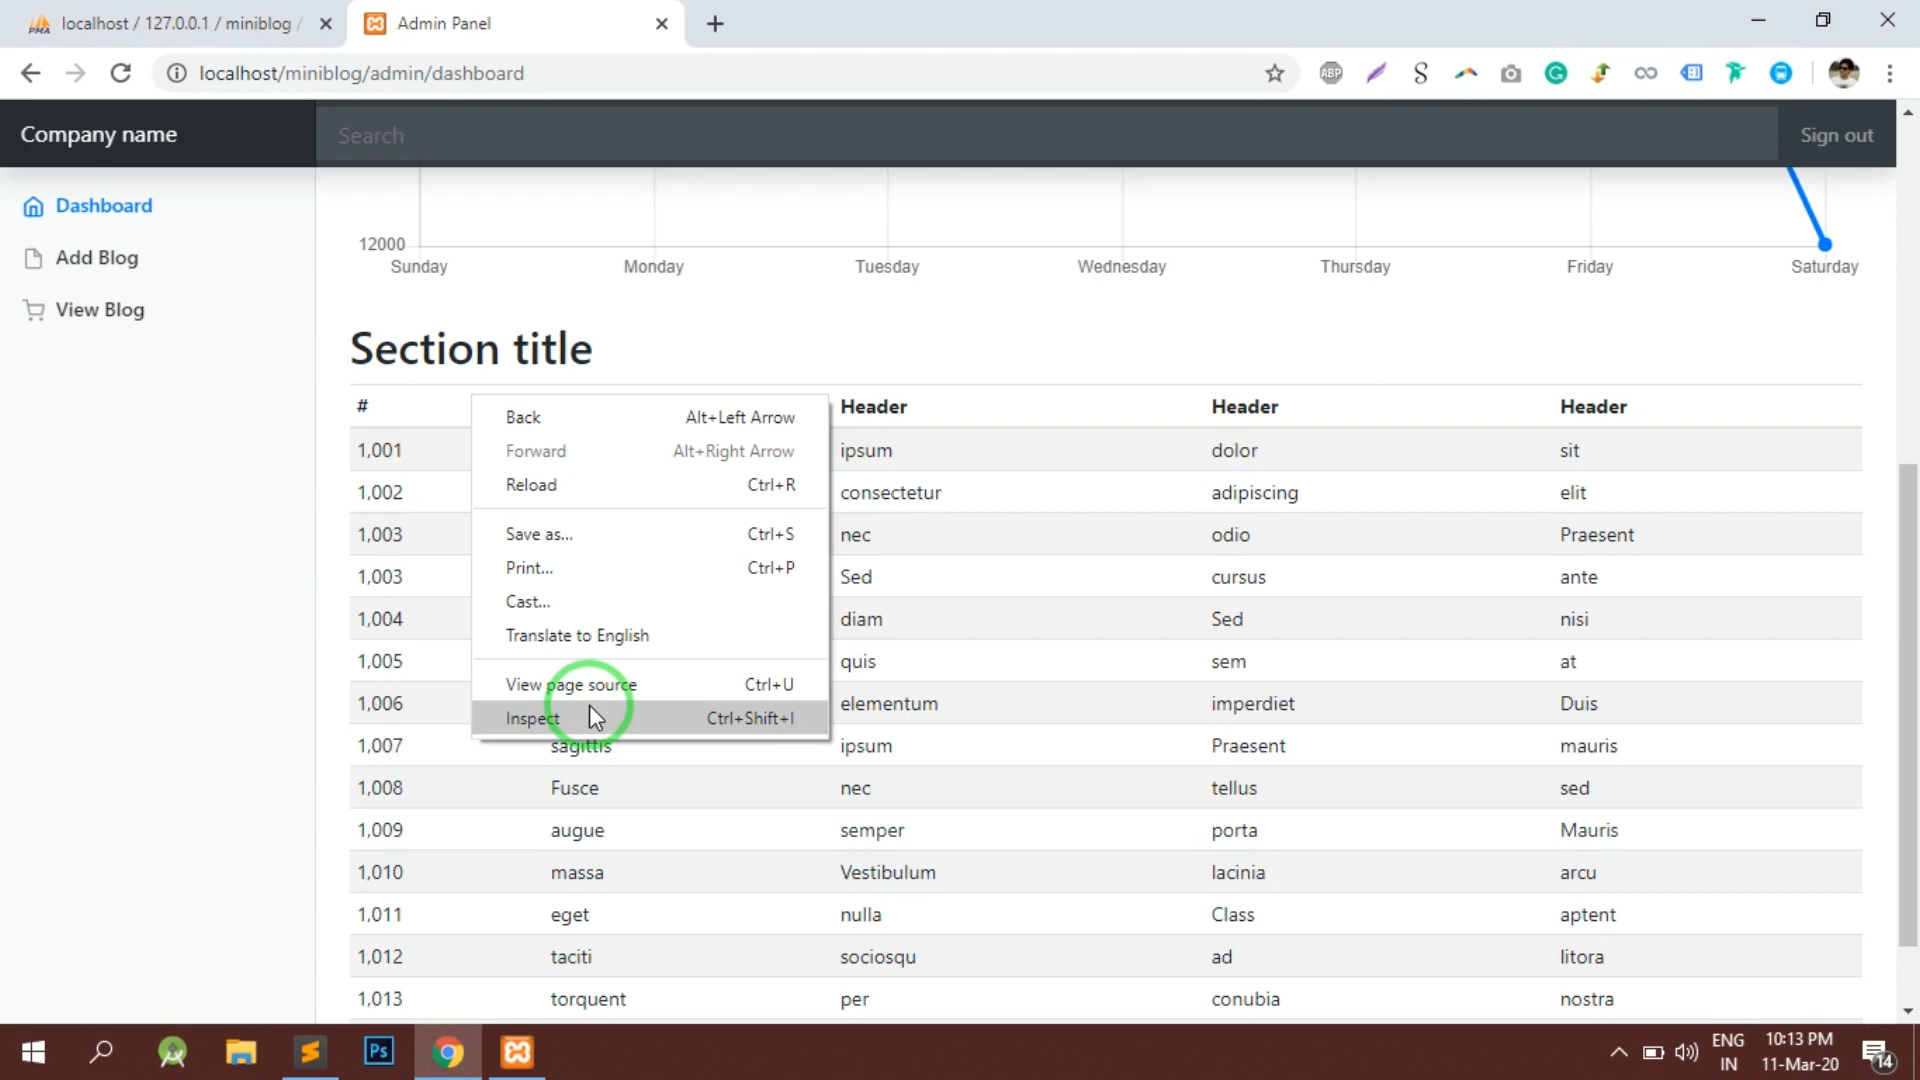 localhost / 127.0.0.1 / miniblog /
Admin Panel
localhost/miniblog/admin/dashboard
ABP
Company name
Search
Sign out
Dashboard
Add Blog
View Blog
12000
Sunday Monday Tuesday Wednesday Thursday Friday Saturday
Section title
# Header Header Header
1,001 ipsum dolor sit
1,002 consectetur adipiscing elit
1,003 nec odio Praesent
1,003 Sed cursus ante
1,004 diam Sed nisi
1,005 quis sem at
1,006 elementum imperdiet Duis
1,007 sagittis ipsum Praesent mauris
1,008 Fusce nec tellus sed
1,009 augue semper porta Mauris
1,010 massa Vestibulum lacinia arcu
1,011 eget nulla Class aptent
1,012 taciti sociosqu ad litora
1,013 torquent per conubia nostra
Back Alt+Left Arrow
Forward Alt+Right Arrow
Reload Ctrl+R
Save as... Ctrl+S
Print... Ctrl+P
Cast...
Translate to English
View page source Ctrl+U
Inspect Ctrl+Shift+I
Ps
ENG
IN
10:13 PM
11-Mar-20
14